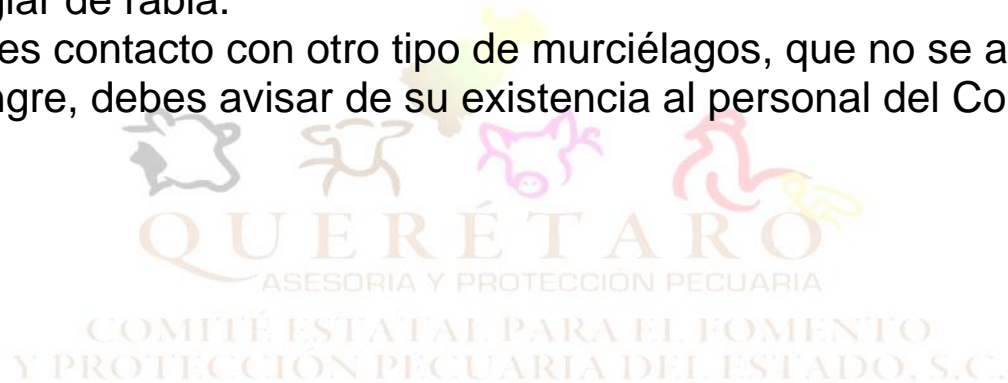 giar de rabia.
es contacto con otro tipo de murciélagos, que no se a
ngre, debes avisar de su existencia al personal del Co
QUERÉTARO
ASESORIA Y PROTECCIÓN PECUARIA
COMITÉ ESTATAL PARA EL FOMENTO
Y PROTECCIÓN PECUARIA DEL ESTADO, S.C.